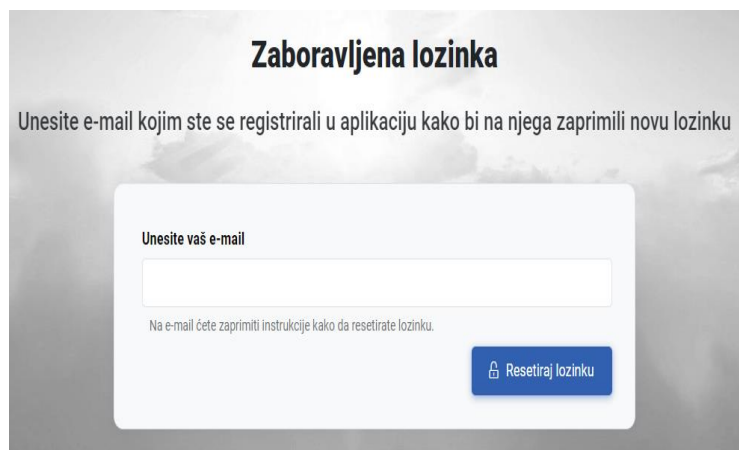 Zaboravljena lozinka
Unesite e-mail kojim ste se registrirali u aplikaciju kako bi na njega zaprimili novu lozinku
Unesite vaš e-mail
Na e-mail ćete zaprimiti instrukcije kako da resetirate lozinku.
Resetiraj lozinku